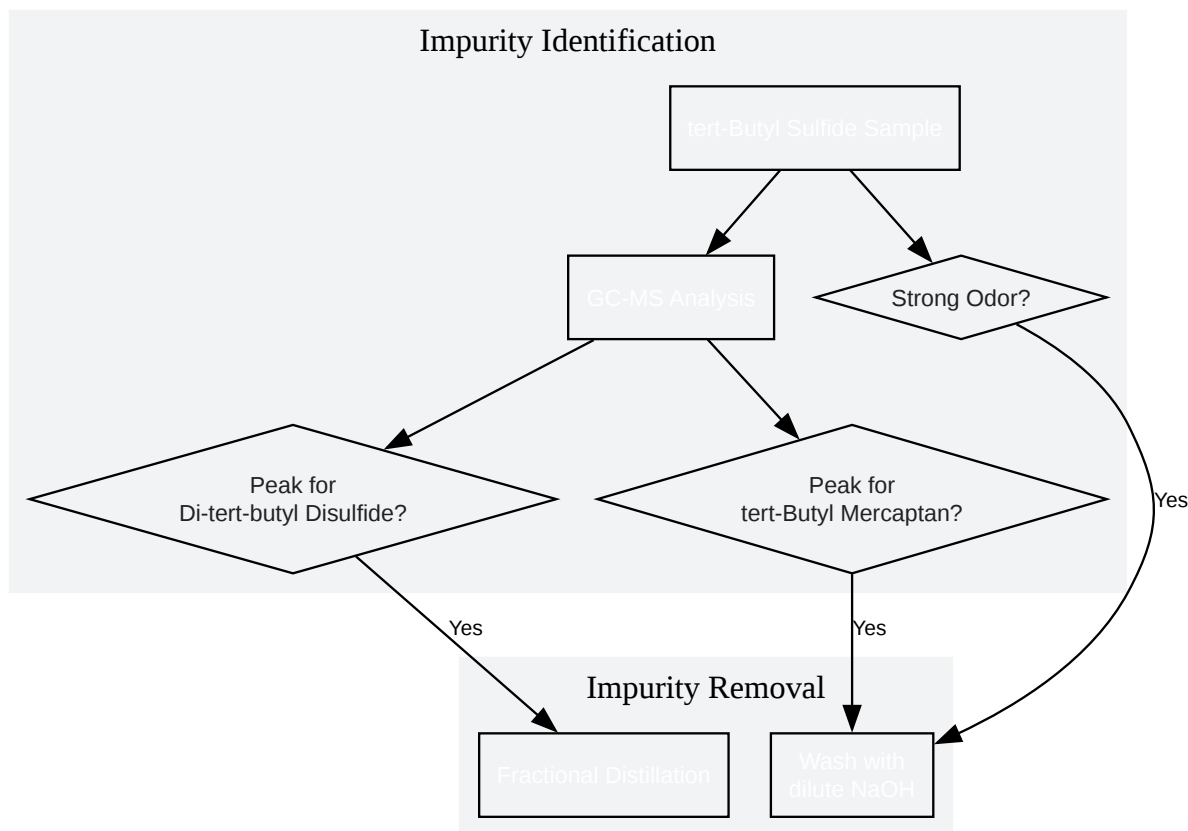 Impurity Identification
tert-Butyl Sulfide Sample
GC-MS Analysis
Strong Odor?
Peak for
Di-tert-butyl Disulfide?
Peak for
tert-Butyl Mercaptan?
Yes
Yes
Yes
Impurity Removal
Fractional Distillation
Wash with
dilute NaOH